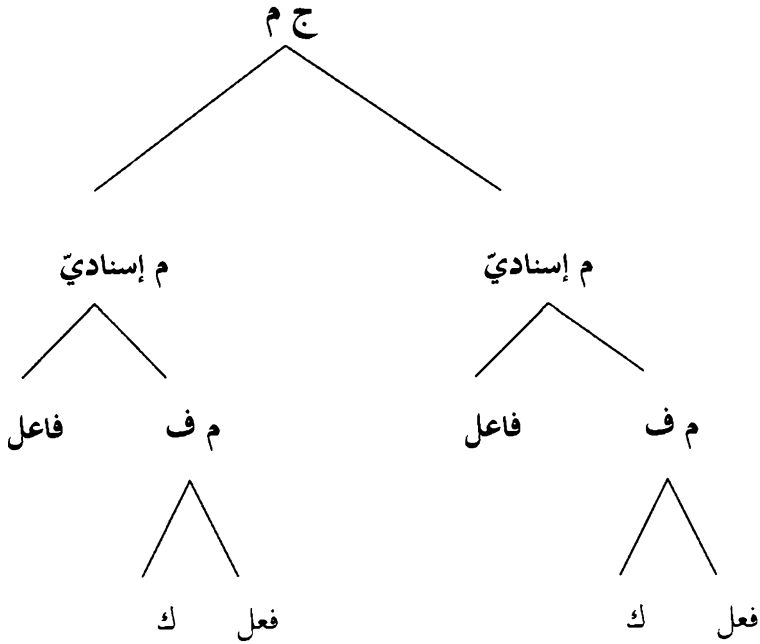 ج م
م إسناديّ م إسناديّ
م ف فاعل م ف فاعل
فعل ك فعل ك